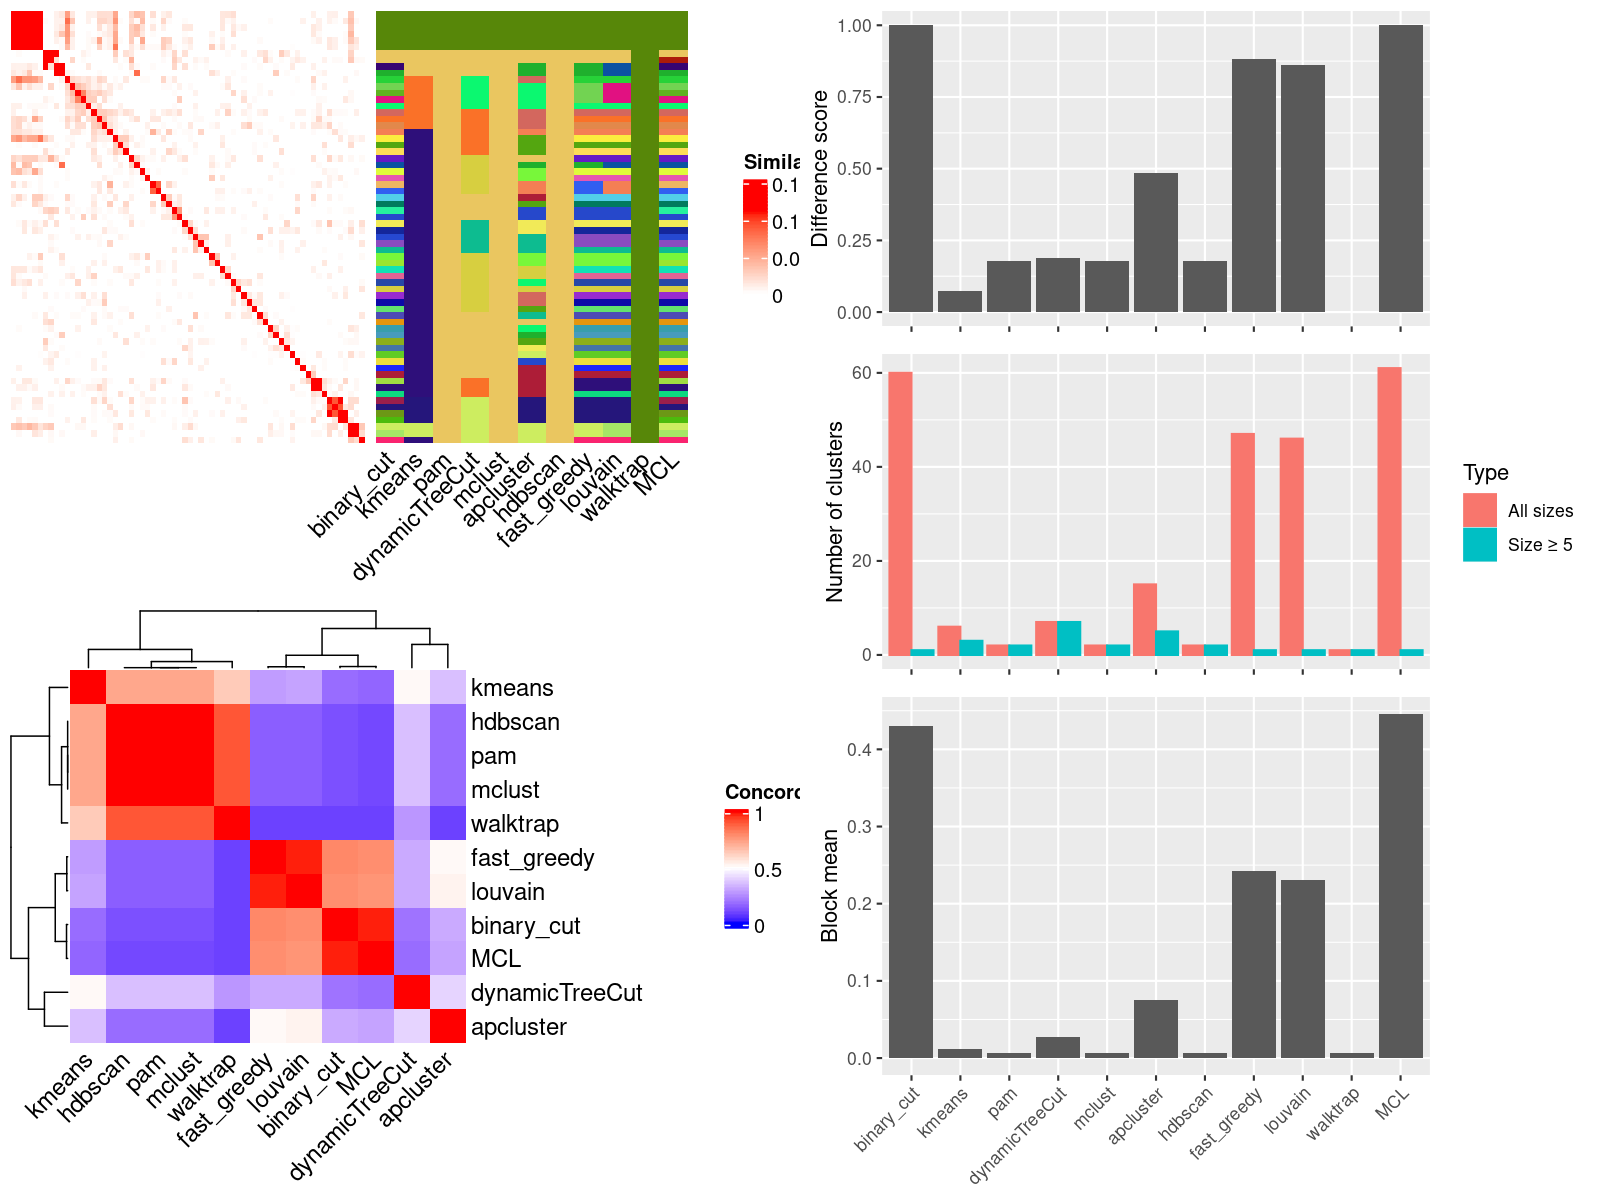 Simila
0.1
0.1
0.0
0
binary_cut
kmeans
pam
dynamicTreeCut
mclust
apcluster
hdbscan
fast_greedy
louvain
walktrap
MCL
Difference score
1.00
0.75
0.50
0.25
0.00
Number of clusters
60
40
20
0
Type
All sizes
Size ≥ 5
kmeans
hdbscan
pam
mclust
walktrap
fast_greedy
louvain
binary_cut
MCL
dynamicTreeCut
apcluster
kmeans
hdbscan
pam
mclust
walktrap
fast_greedy
louvain
binary_cut
MCL
dynamicTreeCut
apcluster
Concord
1
0.5
0
Block mean
0.4
0.3
0.2
0.1
0.0
binary_cut
kmeans
pam
dynamicTreeCut
mclust
apcluster
hdbscan
fast_greedy
louvain
walktrap
MCL